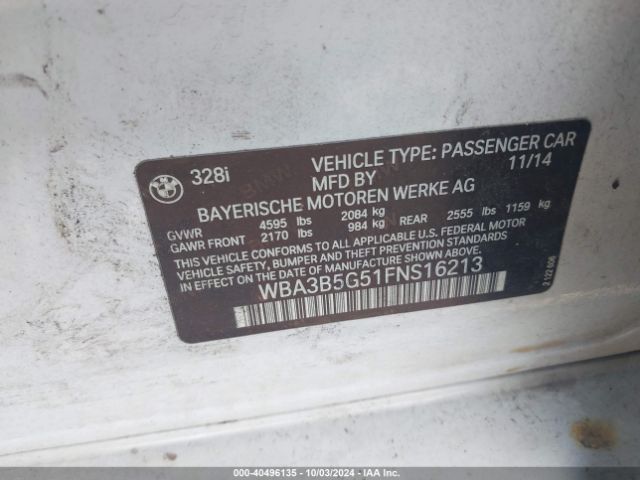 328i
VEHICLE TYPE: PASSENGER CAR
MFD BY 11/14
BAYERISCHE MOTOREN WERKE AG
GVWR 4595 lbs 2084 kg
GAWR FRONT 2170 lbs 984 kg REAR 2555 lbs 1159 kg
THIS VEHICLE CONFORMS TO ALL APPLICABLE U.S. FEDERAL MOTOR
VEHICLE SAFETY, BUMPER AND THEFT PREVENTION STANDARDS IN
EFFECT ON THE DATE OF MANUFACTURE SHOWN ABOVE.
WBA3B5G51FNS16213
000-40496135 - 10/03/2024 - IAA Inc.